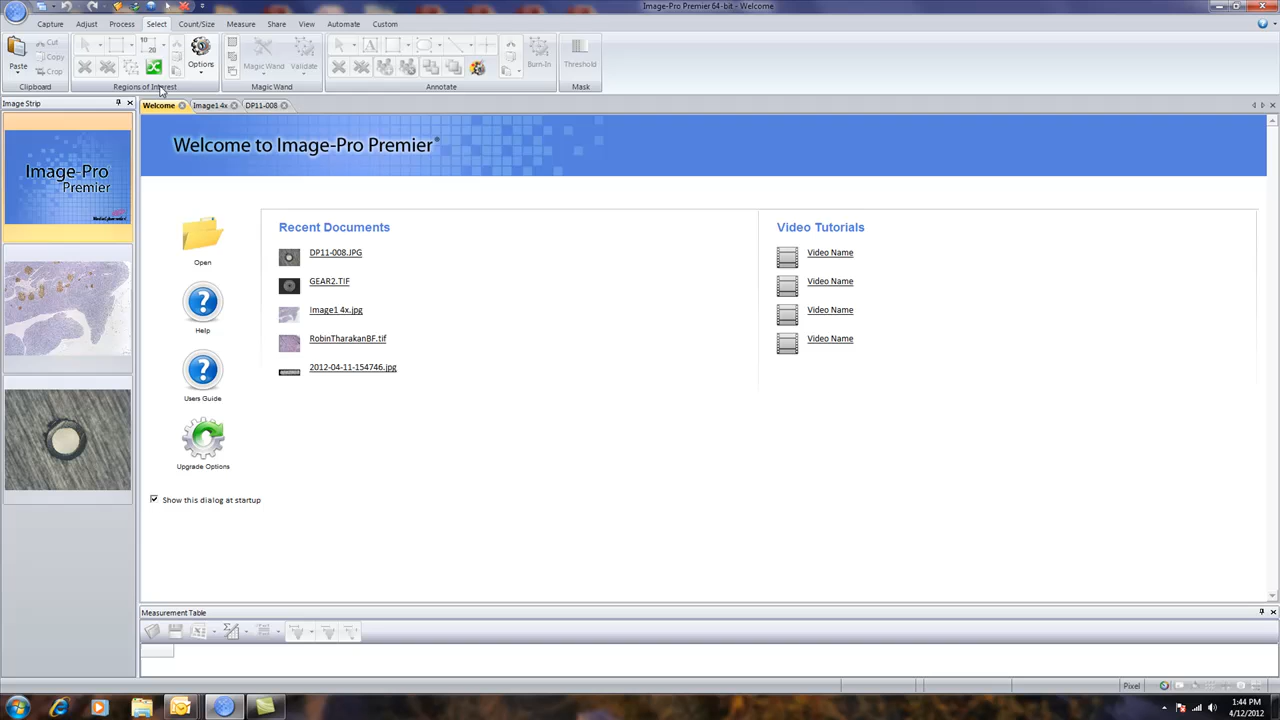 Image-Pro Premier 64-bit - Welcome
Capture Adjust Process Select Count/Size Measure Share View Automate Custom
Paste Cut Copy Crop
10 20
Options
Magic Wand Validate
Burn-In Threshold
Clipboard Regions of Interest Magic Wand Annotate Mask
Image Strip
Welcome Image1 4x DP11-008
Image-Pro
Premier
Welcome to Image-Pro Premier®
Open
Help
Users Guide
Upgrade Options
Recent Documents
DP11-008.JPG
GEAR2.TIF
Image1 4x.jpg
RobinTharakanBF.tif
2012-04-11-154746.jpg
Video Tutorials
Video Name
Video Name
Video Name
Video Name
Show this dialog at startup
Measurement Table
Pixel
1:44 PM
4/12/2012